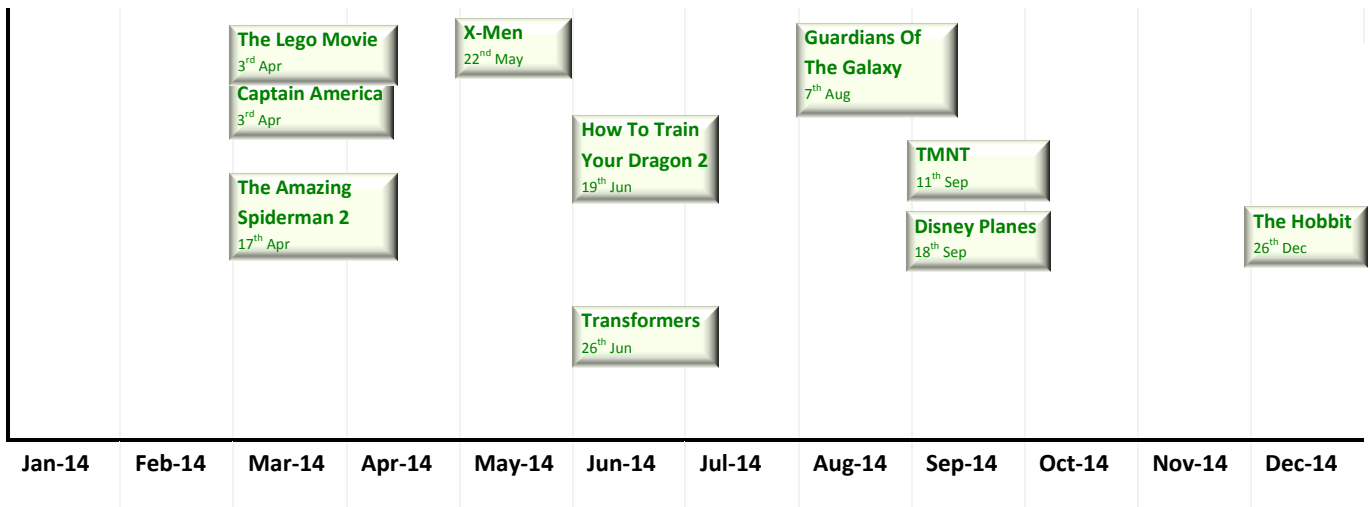 The Lego Movie
3rd Apr
Captain America
3rd Apr
The Amazing
Spiderman 2
17th Apr
X-Men
22nd May
How To Train
Your Dragon 2
19th Jun
Transformers
26th Jun
Guardians Of
The Galaxy
7th Aug
TMNT
11th Sep
Disney Planes
18th Sep
The Hobbit
26th Dec
Jan-14 Feb-14 Mar-14 Apr-14 May-14 Jun-14 Jul-14 Aug-14 Sep-14 Oct-14 Nov-14 Dec-14